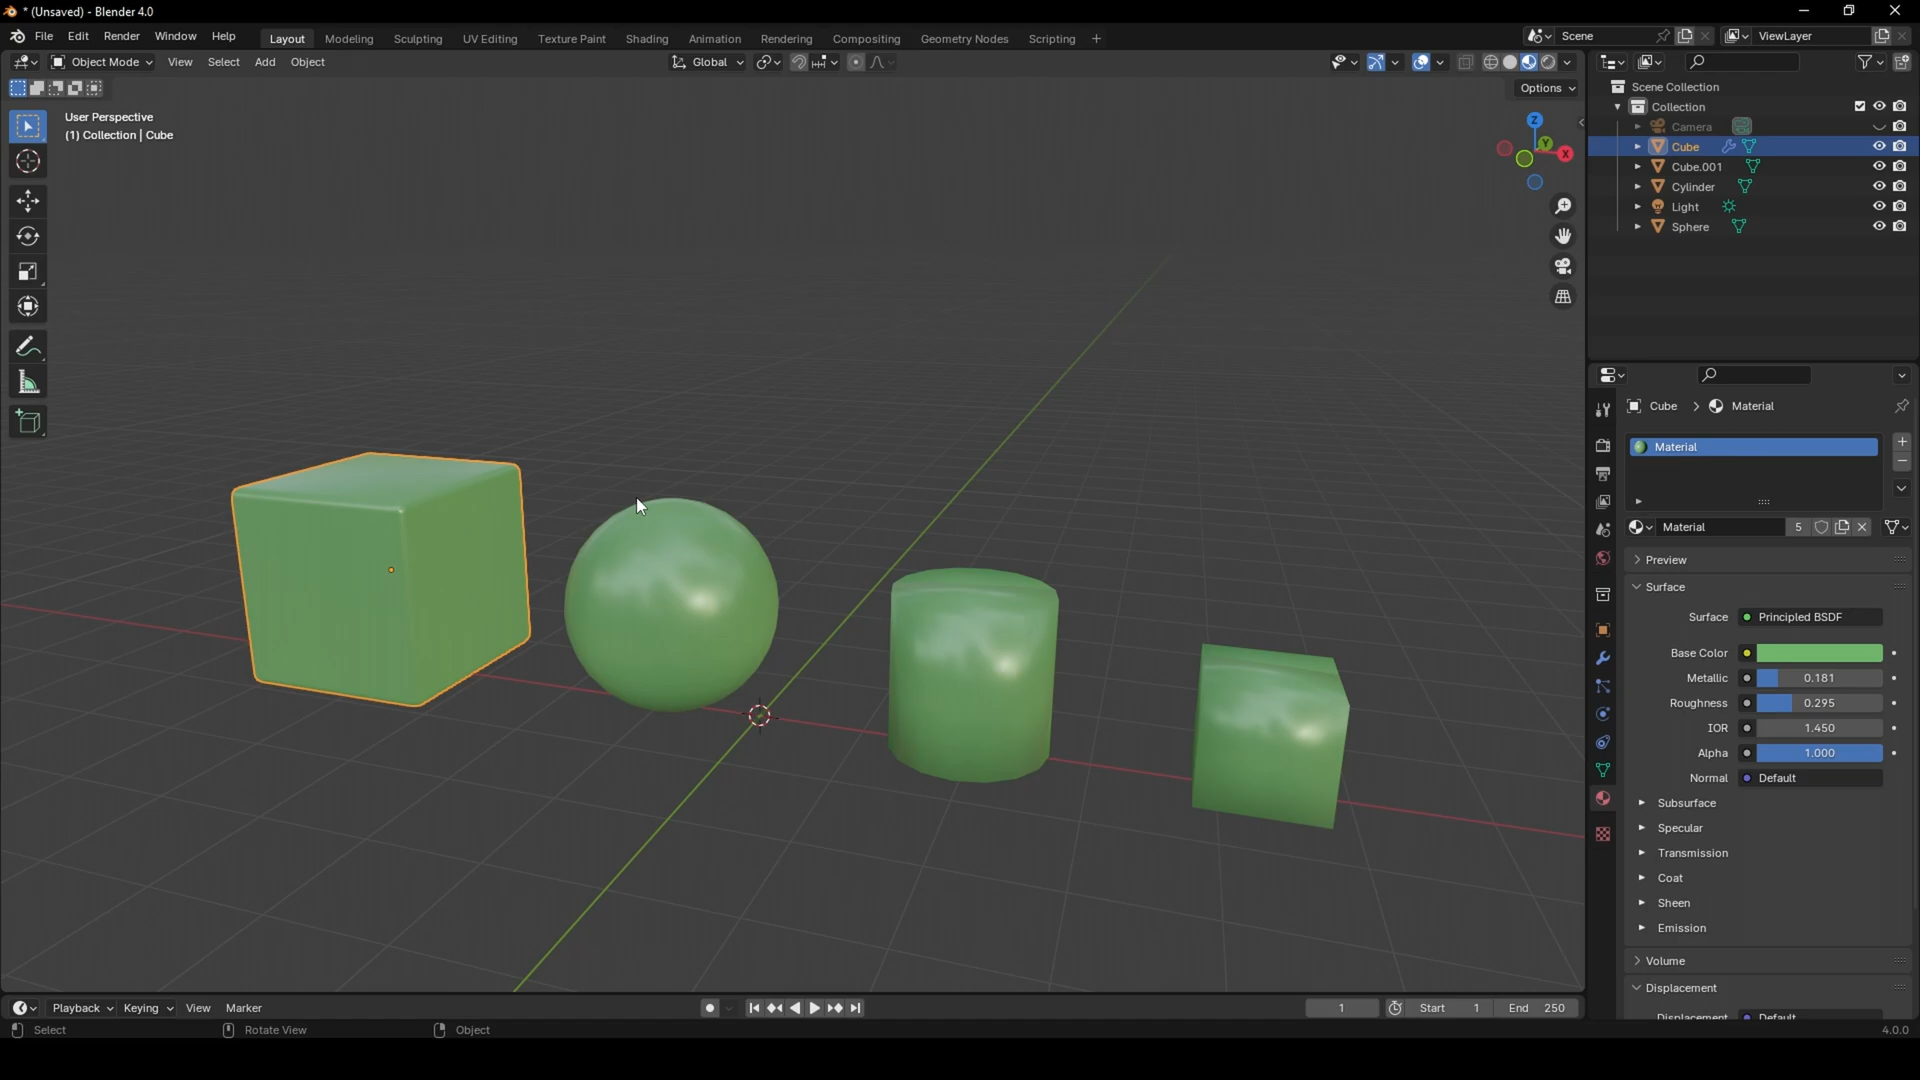 * (Unsaved) - Blender 4.0
File Edit Render Window Help
Layout Modeling Sculpting UV Editing Texture Paint Shading Animation Rendering Compositing Geometry Nodes Scripting +
Scene
ViewLayer
Object Mode View Select Add Object
Global
Options
User Perspective
(1) Collection | Cube
Z
Y
X
Scene Collection
Collection
Camera
Cube
Cube.001
Cylinder
Light
Sphere
Cube > Material
Material
Material 5
Preview
Surface
Surface Principled BSDF
Base Color
Metallic 0.181
Roughness 0.295
IOR 1.450
Alpha 1.000
Normal Default
Subsurface
Specular
Transmission
Coat
Sheen
Emission
Volume
Displacement
Displacement Default
Playback Keying View Marker
1
Start 1
End 250
Select Rotate View Object
4.0.0